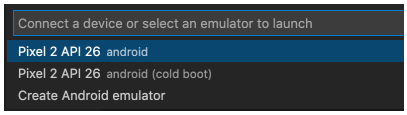 Connect a device or select an emulator to launch
Pixel 2 API 26 android
Pixel 2 API 26 android (cold boot)
Create Android emulator